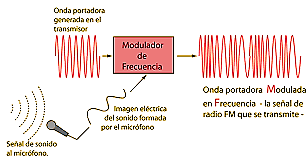 Onda portadora
generada en el
transmisor
Modulador
de
Frecuencia
Imagen eléctrica
del sonido formada
por el micrófono
Señal de sonido
al micrófono.
Onda portadora Modulada
en Frecuencia - la señal de
radio FM que se transmite -